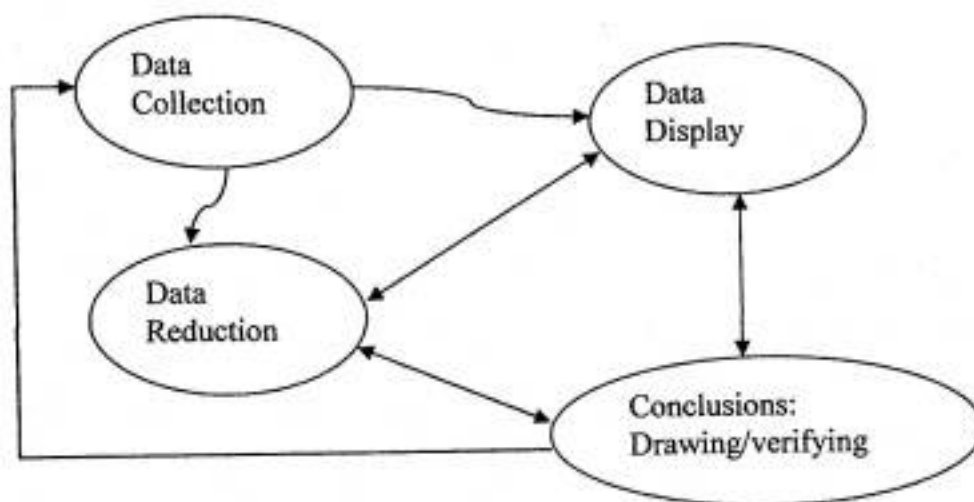 Data
Collection
Data
Display
Data
Reduction
Conclusions:
Drawing/verifying